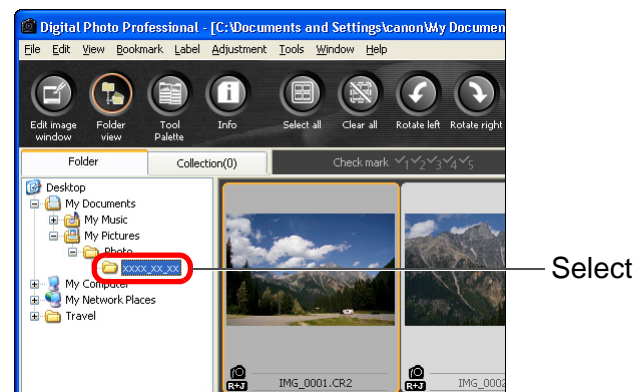 Digital Photo Professional - [C:\Documents and Settings\canon\My Documen
File Edit View Bookmark Label Adjustment Tools Window Help
Edit image window
Folder view
Tool Palette
Info
Select all
Clear all
Rotate left
Rotate right
Folder
Collection(0)
Check mark 1 2 3 4 5
Desktop
My Documents
My Music
My Pictures
Photo
xxxx_xx_xx
My Computer
My Network Places
Travel
Select
R+J
IMG_0001.CR2
R+J
IMG_0002